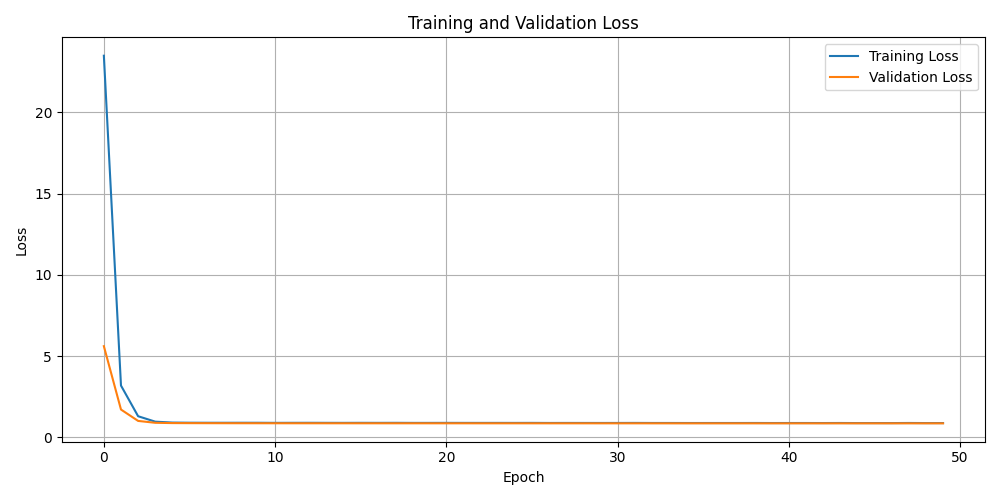 Training and Validation Loss
Training Loss
Validation Loss
20
15
10
5
0
Loss
0 10 20 30 40 50
Epoch